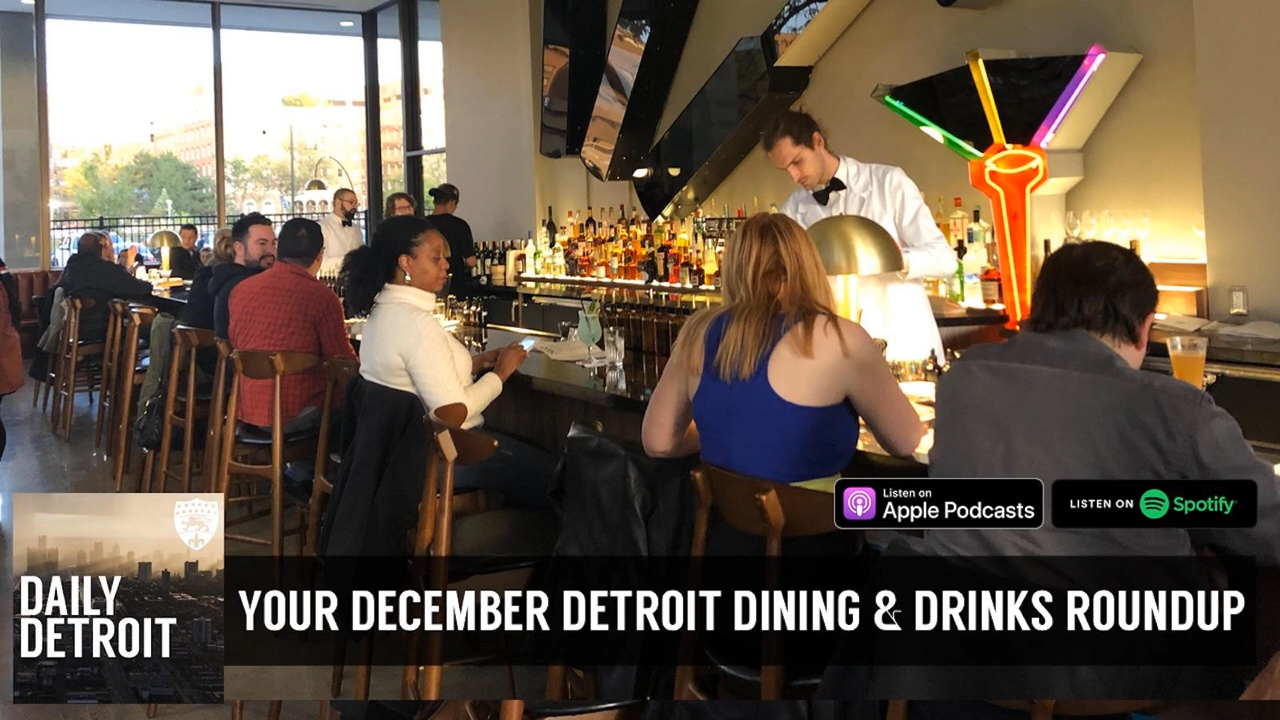 Listen on
Apple Podcasts
LISTEN ON Spotify
DAILY
DETROIT
YOUR DECEMBER DETROIT DINING & DRINKS ROUNDUP